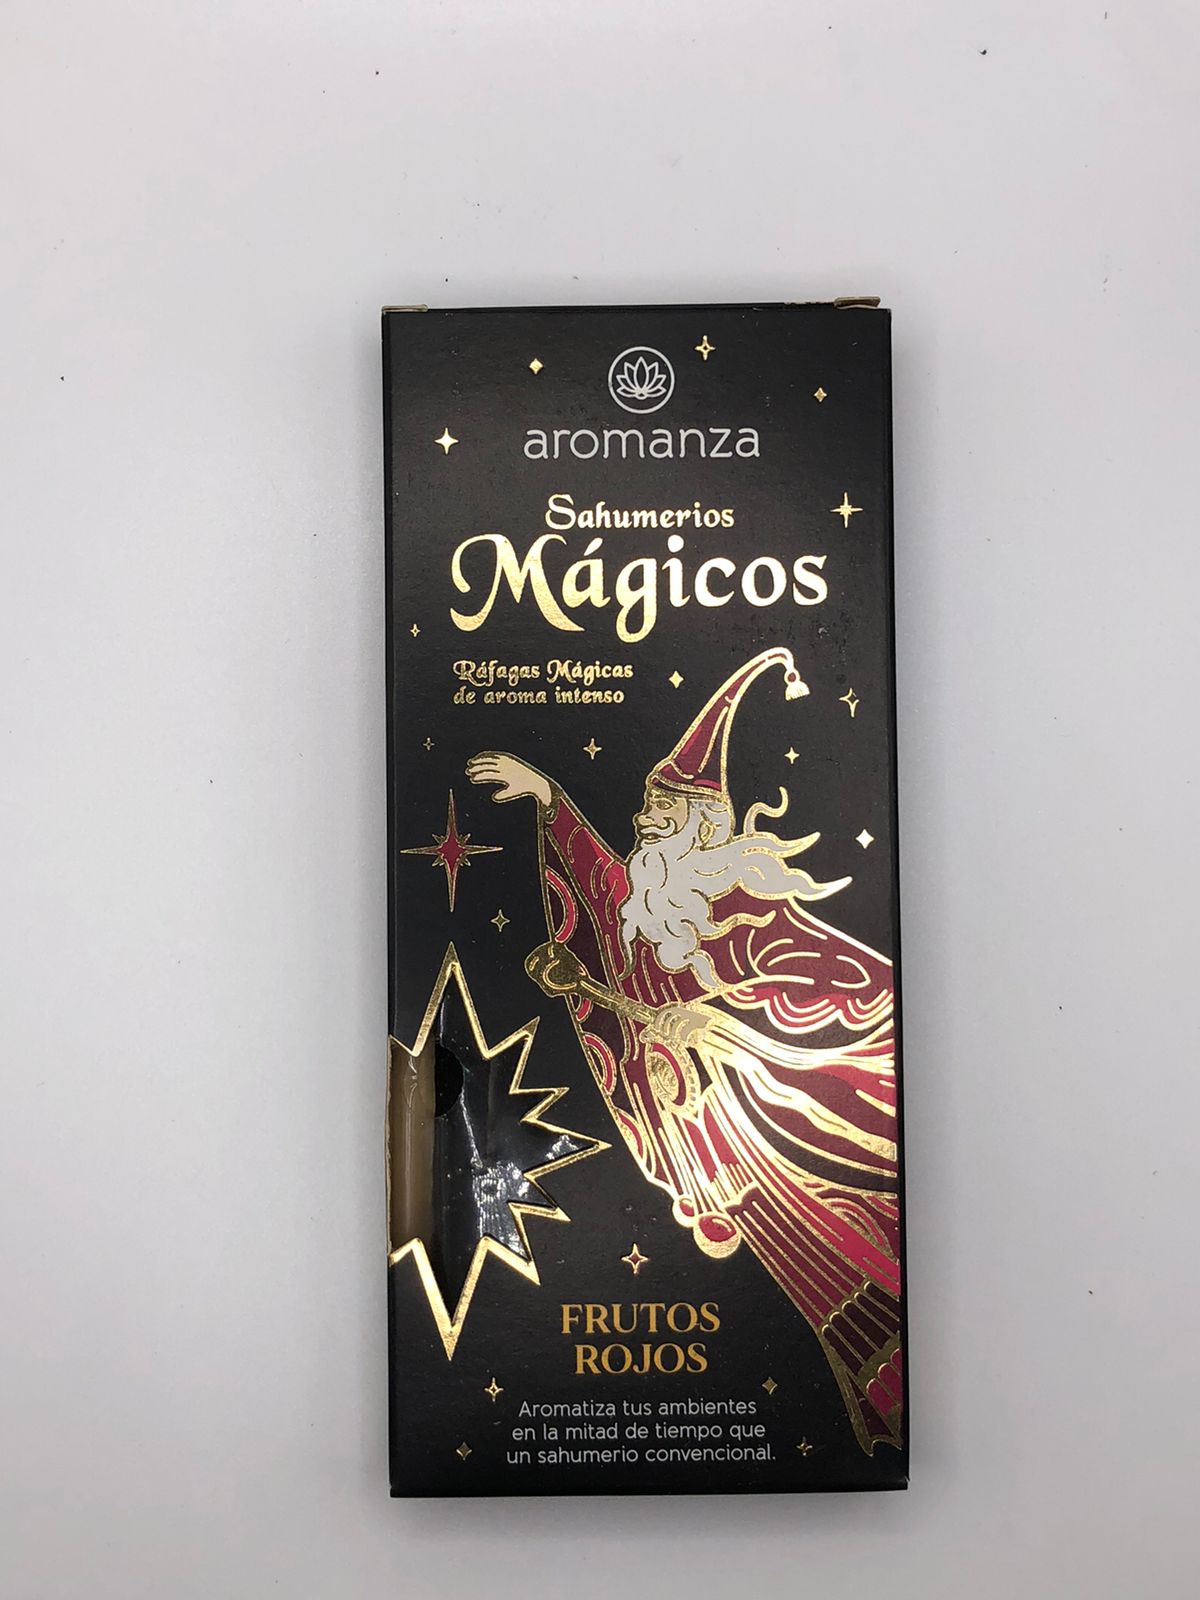 aromanza
Sahumerios
Mágicos
Ráfagas Mágicas
de aroma intenso
FRUTOS
ROJOS
Aromatiza tus ambientes
en la mitad de tiempo que
un sahumerio convencional.